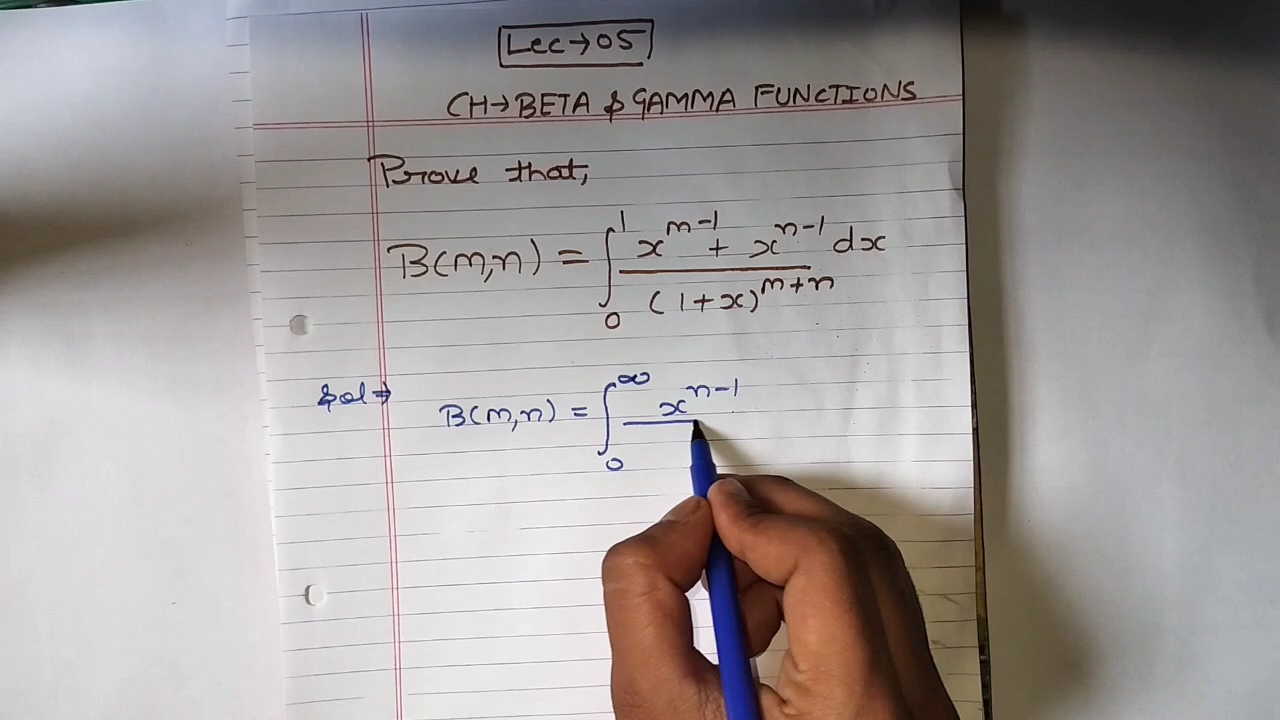 Lec→05
CH→BETA & GAMMA FUNCTIONS
Prove that,
B(m,n) = ∫₀¹ (x^{m-1} + x^{n-1})/(1+x)^{m+n} dx
Sol⇒ B(m,n) = ∫₀^∞ x^{n-1}